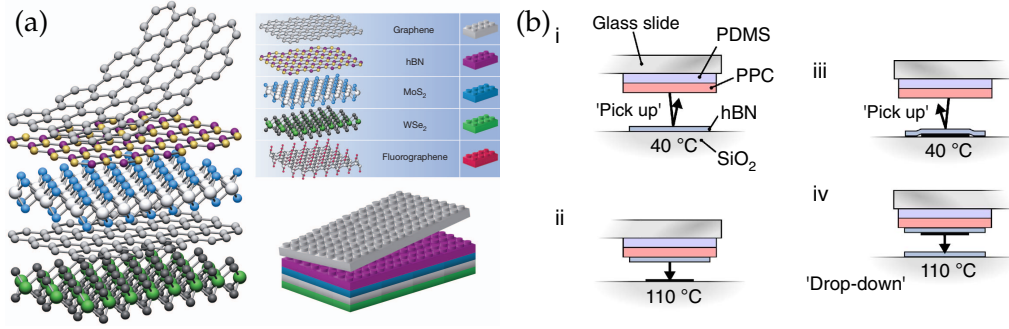 (a)
Graphene
hBN
MoS₂
WSe₂
Fluorographene
(b)
i
Glass slide
PDMS
PPC
'Pick up'
hBN
40 °C
SiO₂
ii
110 °C
iii
'Pick up'
40 °C
iv
110 °C
'Drop-down'